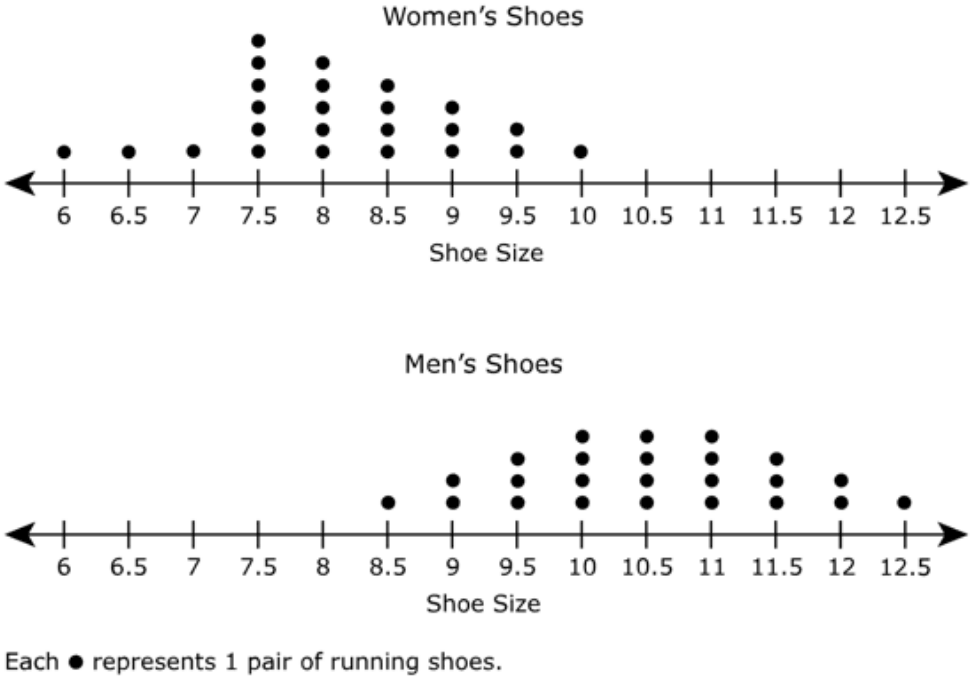 Women’s Shoes
6 6.5 7 7.5 8 8.5 9 9.5 10 10.5 11 11.5 12 12.5
Shoe Size
Men’s Shoes
6 6.5 7 7.5 8 8.5 9 9.5 10 10.5 11 11.5 12 12.5
Shoe Size
Each ● represents 1 pair of running shoes.